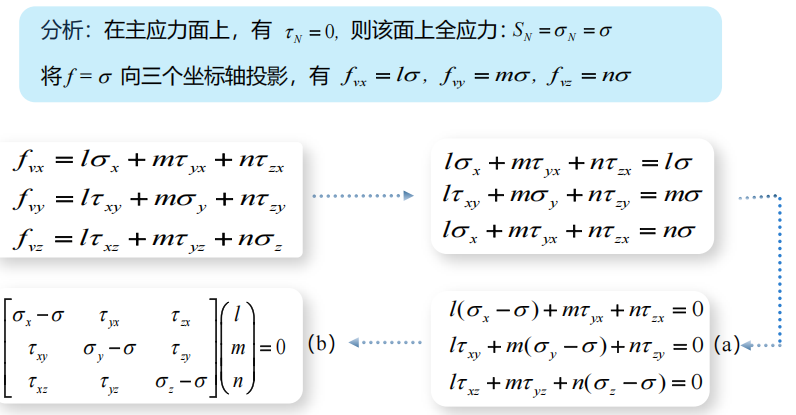 分析：在主应力面上，有 τ_N = 0, 则该面上全应力：S_N = σ_N = σ
将 f = σ 向三个坐标轴投影，有 f_vx = lσ, f_vy = mσ, f_vz = nσ
f_vx = lσ_x + mτ_yx + nτ_zx
f_vy = lτ_xy + mσ_y + nτ_zy
f_vz = lτ_xz + mτ_yz + nσ_z
lσ_x + mτ_yx + nτ_zx = lσ
lτ_xy + mσ_y + nτ_zy = mσ
lσ_x + mτ_yx + nτ_zx = nσ
l(σ_x − σ) + mτ_yx + nτ_zx = 0
lτ_xy + m(σ_y − σ) + nτ_zy = 0 （a）
lτ_xz + mτ_yz + n(σ_z − σ) = 0
[σ_x − σ τ_yx τ_zx] (l)
[τ_xy σ_y − σ τ_zy] (m) = 0 （b）
[τ_xz τ_yz σ_z − σ] (n)